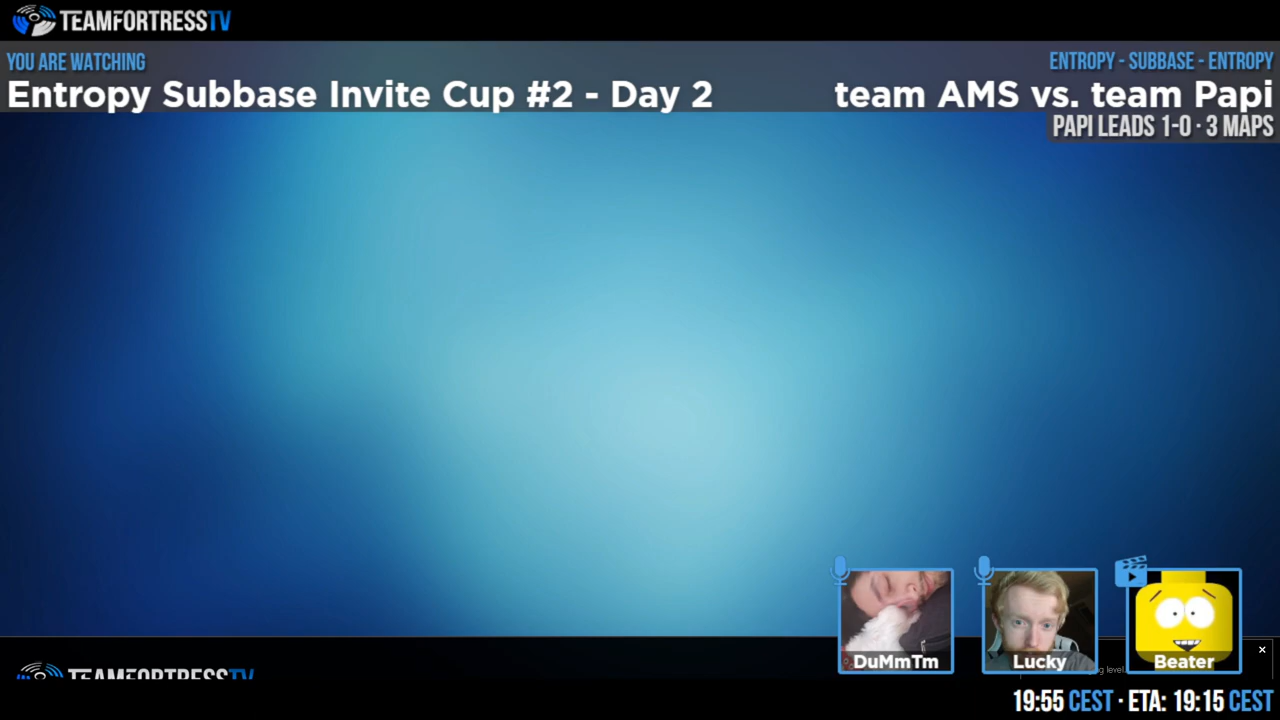 TEAMFORTRESSTV
YOU ARE WATCHING
Entropy Subbase Invite Cup #2 - Day 2
ENTROPY - SUBBASE - ENTROPY
team AMS vs. team Papi
PAPI LEADS 1-0 · 3 MAPS
DuMmTm
Lucky
Beater
TEAMFORTRESSTV
level.
19:55 CEST · ETA: 19:15 CEST